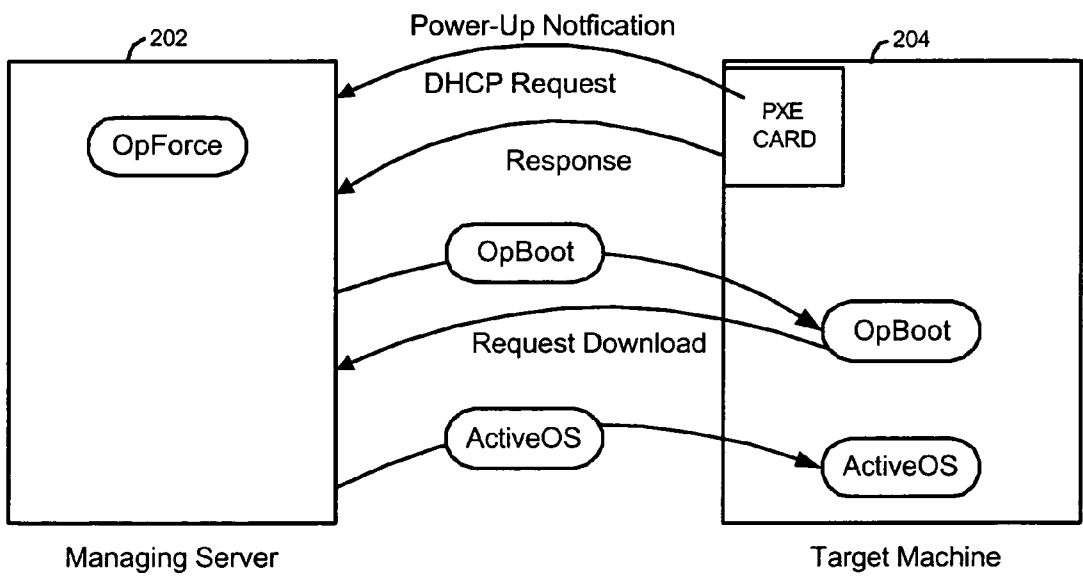 Power-Up Notfication
202
204
DHCP Request
PXE
CARD
OpForce
Response
OpBoot
OpBoot
Request Download
ActiveOS
ActiveOS
Managing Server
Target Machine